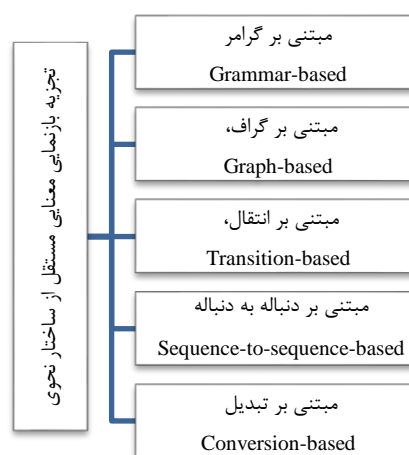 تجزیه بازنمایی معنایی مستقل از ساختار نحوی
مبتنی بر گرامر
Grammar-based
مبتنی بر گراف،
Graph-based
مبتنی بر انتقال،
Transition-based
مبتنی بر دنباله به دنباله
Sequence-to-sequence-based
مبتنی بر تبدیل
Conversion-based